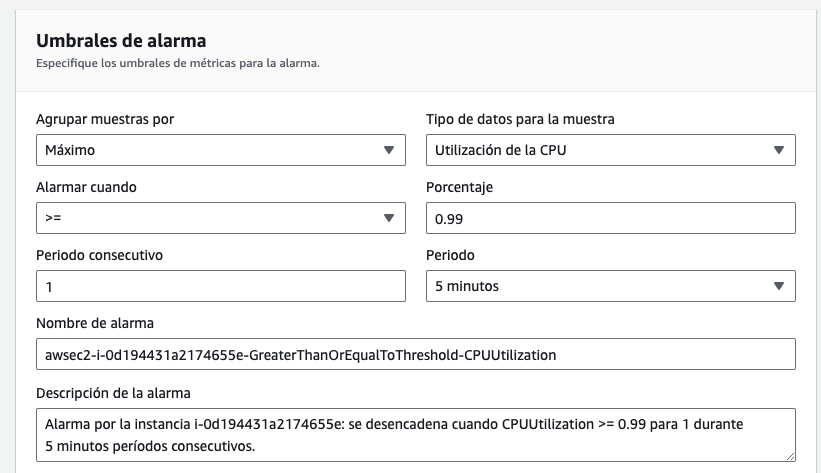 Umbrales de alarma
Especifique los umbrales de métricas para la alarma.
Agrupar muestras por
Tipo de datos para la muestra
Máximo
Utilización de la CPU
Alarmar cuando
Porcentaje
>=
0.99
Periodo consecutivo
Periodo
1
5 minutos
Nombre de alarma
awsec2-i-0d194431a2174655e-GreaterThanOrEqualToThreshold-CPUUtilization
Descripción de la alarma
Alarma por la instancia i-0d194431a2174655e: se desencadena cuando CPUUtilization >= 0.99 para 1 durante
5 minutos períodos consecutivos.